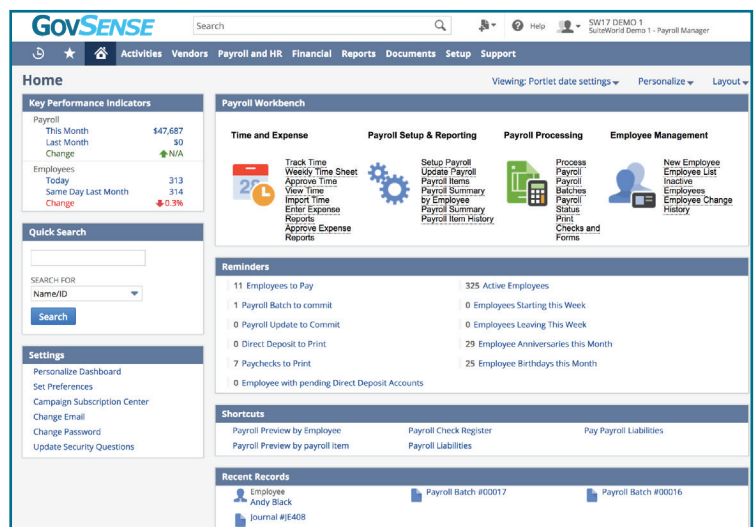 GovSense
Search
Help
SW17 DEMO 1
SuiteWorld Demo 1 - Payroll Manager
Activities Vendors Payroll and HR Financial Reports Documents Setup Support
Home
Viewing: Portlet date settings Personalize Layout
Key Performance Indicators
Payroll
This Month $47,687
Last Month $0
Change N/A
Employees
Today 313
Same Day Last Month 314
Change 0.3%
Quick Search
SEARCH FOR
Name/ID
Search
Settings
Personalize Dashboard
Set Preferences
Campaign Subscription Center
Change Email
Change Password
Update Security Questions
Payroll Workbench
Time and Expense
Track Time
Weekly Time Sheet
Approve Time
View Time
Import Time
Enter Expense
Reports
Approve Expense
Reports
Payroll Setup & Reporting
Setup Payroll
Update Payroll
Payroll Items
Payroll Summary
by Employee
Payroll Summary
Payroll Item History
Payroll Processing
Process
Payroll
Payroll
Batches
Payroll
Status
Print
Checks and
Forms
Employee Management
New Employee
Employee List
Inactive
Employees
Employee Change
History
Reminders
11 Employees to Pay
1 Payroll Batch to commit
0 Payroll Update to Commit
0 Direct Deposit to Print
7 Paychecks to Print
0 Employee with pending Direct Deposit Accounts
325 Active Employees
0 Employees Starting this Week
0 Employees Leaving This Week
29 Employee Anniversaries this Month
25 Employee Birthdays this Month
Shortcuts
Payroll Preview by Employee Payroll Check Register Pay Payroll Liabilities
Payroll Preview by payroll item Payroll Liabilities
Recent Records
Employee
Andy Black
Payroll Batch #00017
Payroll Batch #00016
Journal #JE408